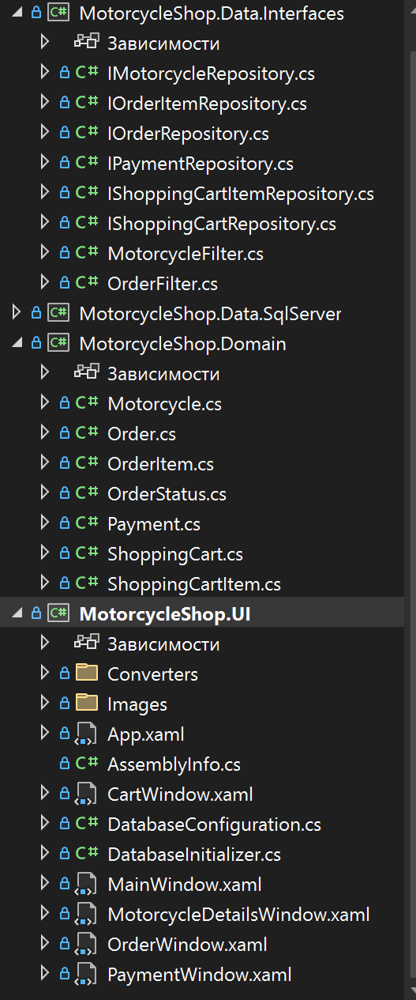 C# MotorcycleShop.Data.Interfaces
Зависимости
C# IMotorcycleRepository.cs
C# IOrderItemRepository.cs
C# IOrderRepository.cs
C# IPaymentRepository.cs
C# IShoppingCartItemRepository.cs
C# IShoppingCartRepository.cs
C# MotorcycleFilter.cs
C# OrderFilter.cs
C# MotorcycleShop.Data.SqlServer
C# MotorcycleShop.Domain
Зависимости
C# Motorcycle.cs
C# Order.cs
C# OrderItem.cs
C# OrderStatus.cs
C# Payment.cs
C# ShoppingCart.cs
C# ShoppingCartItem.cs
C# MotorcycleShop.UI
Зависимости
Converters
Images
App.xaml
C# AssemblyInfo.cs
CartWindow.xaml
C# DatabaseConfiguration.cs
C# DatabaseInitializer.cs
MainWindow.xaml
MotorcycleDetailsWindow.xaml
OrderWindow.xaml
PaymentWindow.xaml